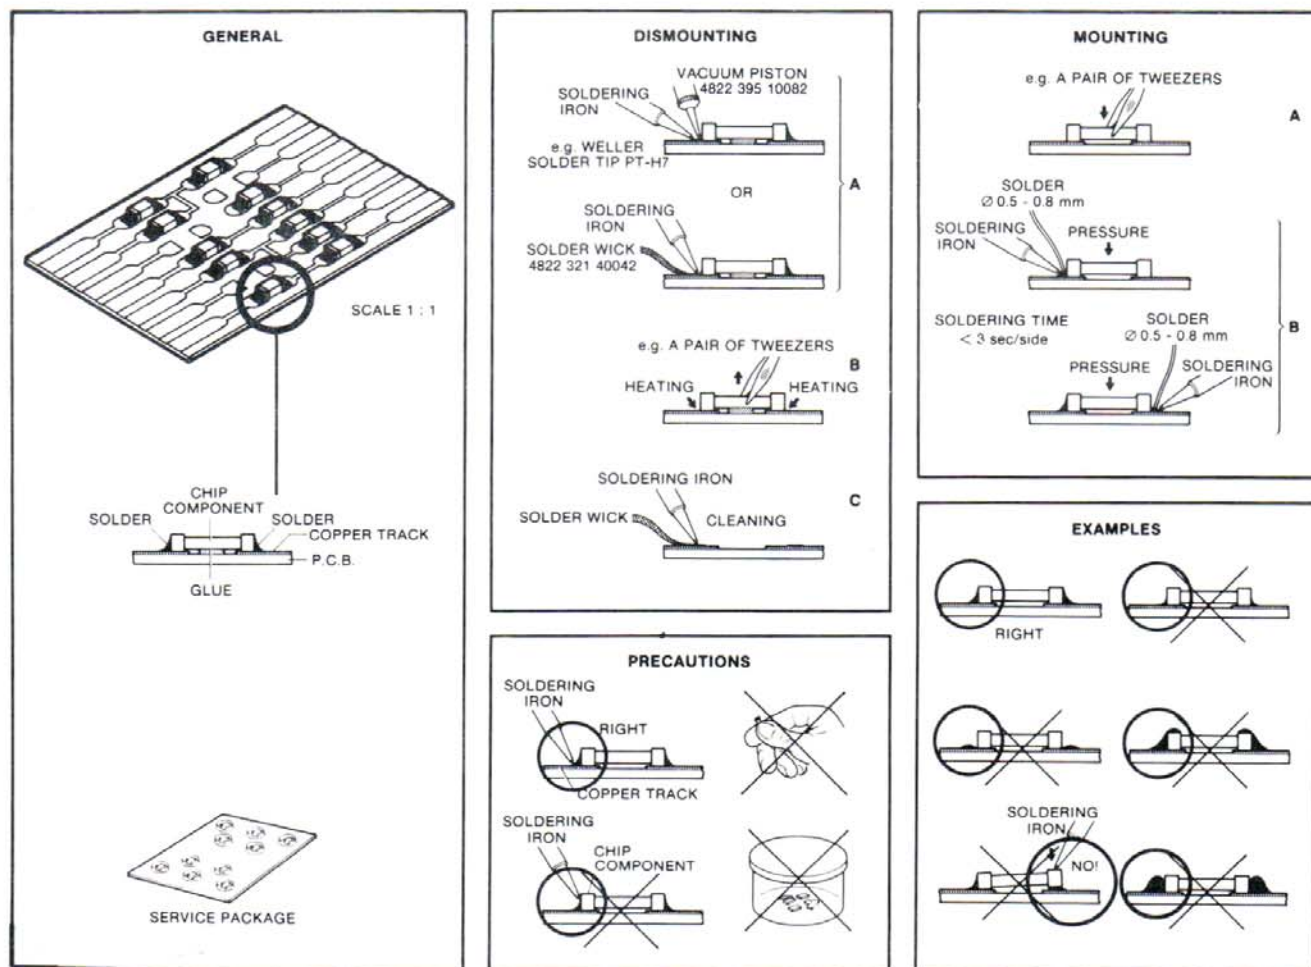 GENERAL
SCALE 1 : 1
CHIP
COMPONENT
SOLDER
SOLDER
COPPER TRACK
P.C.B.
GLUE
SERVICE PACKAGE
DISMOUNTING
VACUUM PISTON
4822 395 10082
SOLDERING
IRON
e.g. WELLER
SOLDER TIP PT-H7
A
OR
SOLDERING
IRON
SOLDER WICK
4822 321 40042
e.g. A PAIR OF TWEEZERS
B
HEATING
HEATING
SOLDERING IRON
C
SOLDER WICK
CLEANING
PRECAUTIONS
SOLDERING
IRON
RIGHT
COPPER TRACK
SOLDERING
IRON
CHIP
COMPONENT
MOUNTING
e.g. A PAIR OF TWEEZERS
A
SOLDER
Ø 0.5 - 0.8 mm
SOLDERING
IRON
PRESSURE
SOLDERING TIME
< 3 sec/side
SOLDER
Ø 0.5 - 0.8 mm
B
PRESSURE
SOLDERING
IRON
EXAMPLES
RIGHT
SOLDERING
IRON
NO!